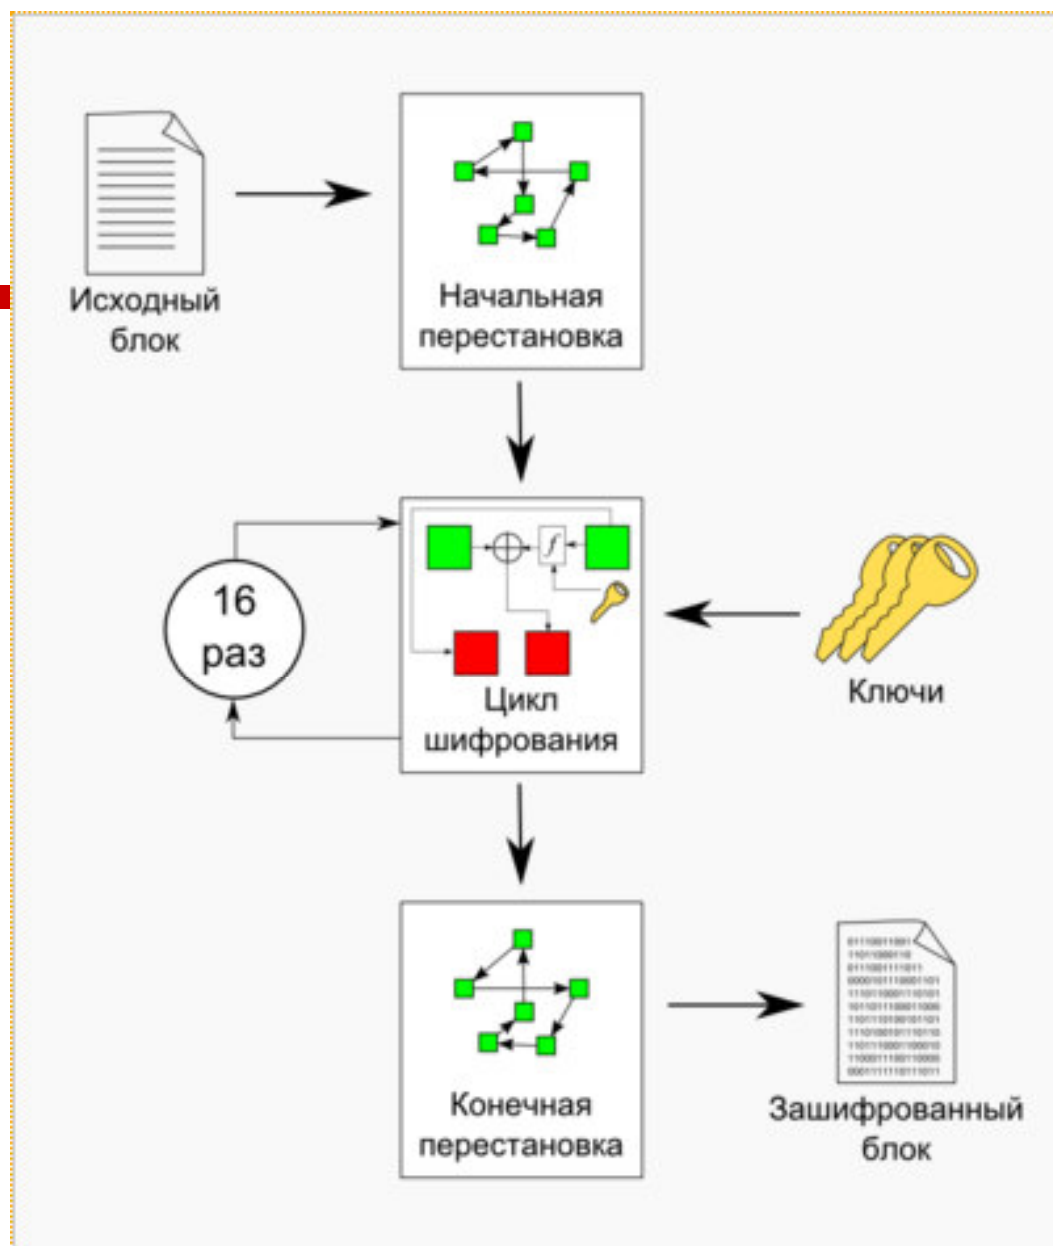 Исходный
блок
Начальная
перестановка
16
раз
f
Цикл
шифрования
Ключи
Конечная
перестановка
Зашифрованный
блок